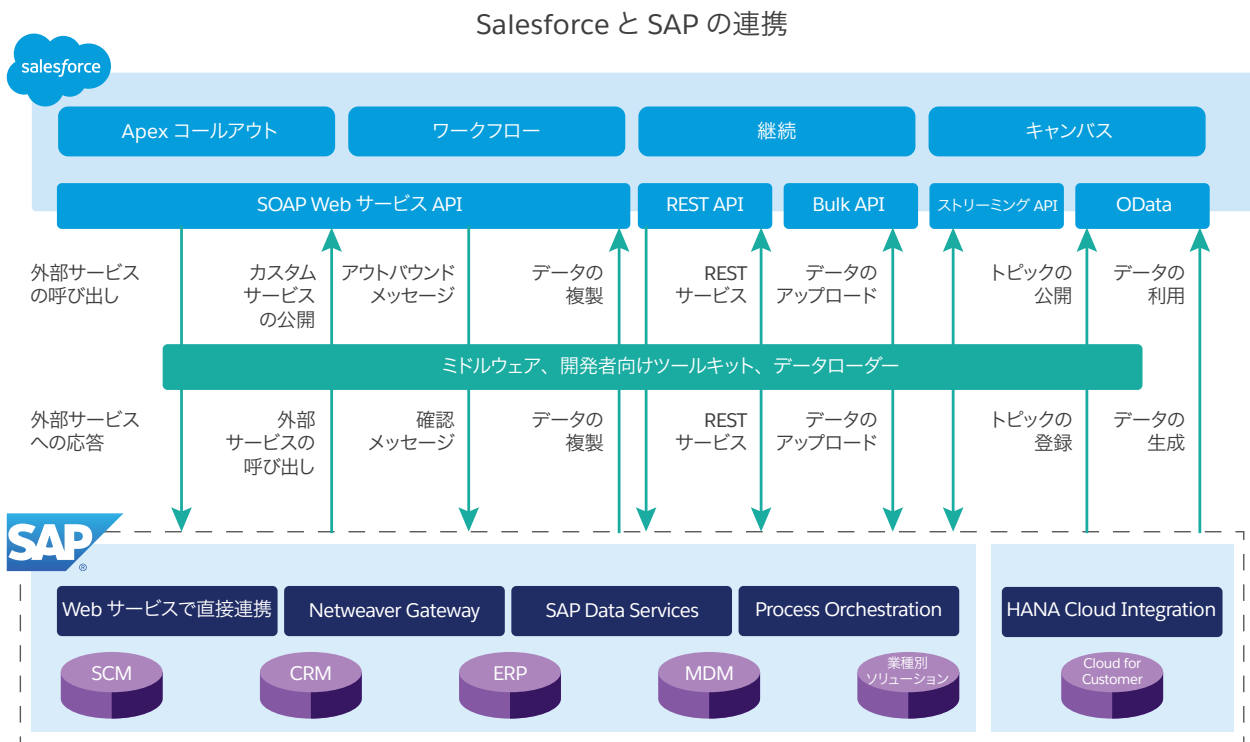 Salesforce と SAP の連携
salesforce
Apex コールアウト
ワークフロー
継続
キャンバス
SOAP Web サービス API
REST API
Bulk API
ストリーミング API
OData
外部サービス
の呼び出し
カスタム
サービス
の公開
アウトバウンド
メッセージ
データの
複製
REST
サービス
データの
アップロード
トピックの
公開
データの
利用
ミドルウェア、開発者向けツールキット、データローダー
外部サービス
への応答
外部
サービスの
呼び出し
確認
メッセージ
データの
複製
REST
サービス
データの
アップロード
トピックの
登録
データの
生成
SAP
®
Web サービスで直接連携
Netweaver Gateway
SAP Data Services
Process Orchestration
HANA Cloud Integration
SCM
CRM
ERP
MDM
業種別
ソリューション
Cloud for
Customer